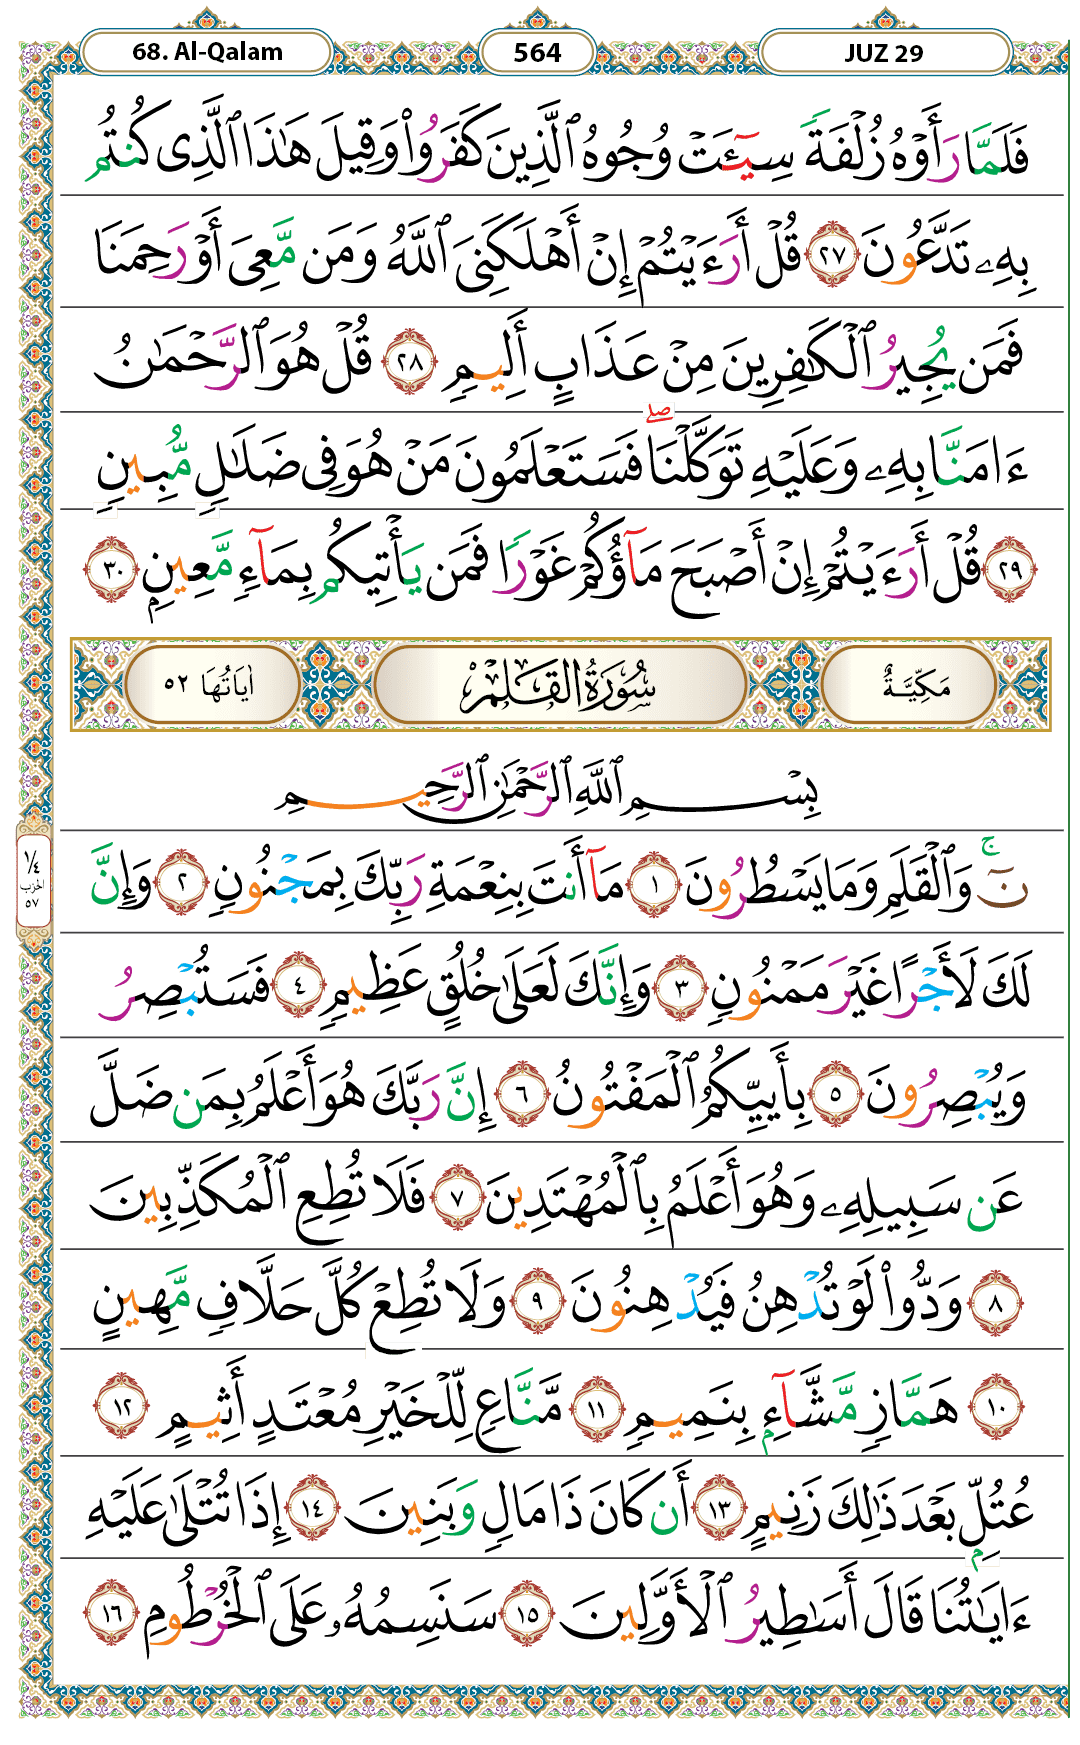 68. Al-Qalam 564 JUZ 29
فَلَمَّا رَأَوْهُ زُلْفَةً سِيٓـَٔتْ وُجُوهُ ٱلَّذِينَ كَفَرُوا۟ وَقِيلَ هَٰذَا ٱلَّذِى كُنتُم
بِهِۦ تَدَّعُونَ ٢٧ قُلْ أَرَءَيْتُمْ إِنْ أَهْلَكَنِىَ ٱللَّهُ وَمَن مَّعِىَ أَوْ رَحِمَنَا
فَمَن يُجِيرُ ٱلْكَٰفِرِينَ مِنْ عَذَابٍ أَلِيمٍ ٢٨ قُلْ هُوَ ٱلرَّحْمَٰنُ
ءَامَنَّا بِهِۦ وَعَلَيْهِ تَوَكَّلْنَا ۖ فَسَتَعْلَمُونَ مَنْ هُوَ فِى ضَلَٰلٍ مُّبِينٍ
٢٩ قُلْ أَرَءَيْتُمْ إِنْ أَصْبَحَ مَآؤُكُمْ غَوْرًا فَمَن يَأْتِيكُم بِمَآءٍ مَّعِينٍۭ ٣٠
مَكِّيَّةٌ سُورَةُ الْقَلَمِ اٰيَاتُهَا ٥٢
بِسْمِ ٱللَّهِ ٱلرَّحْمَٰنِ ٱلرَّحِيمِ
نٓ ۚ وَٱلْقَلَمِ وَمَا يَسْطُرُونَ ١ مَآ أَنتَ بِنِعْمَةِ رَبِّكَ بِمَجْنُونٍ ٢ وَإِنَّ
١/٤ الحزب ٥٧
لَكَ لَأَجْرًا غَيْرَ مَمْنُونٍ ٣ وَإِنَّكَ لَعَلَىٰ خُلُقٍ عَظِيمٍ ٤ فَسَتُبْصِرُ
وَيُبْصِرُونَ ٥ بِأَييِّكُمُ ٱلْمَفْتُونُ ٦ إِنَّ رَبَّكَ هُوَ أَعْلَمُ بِمَن ضَلَّ
عَن سَبِيلِهِۦ وَهُوَ أَعْلَمُ بِٱلْمُهْتَدِينَ ٧ فَلَا تُطِعِ ٱلْمُكَذِّبِينَ
٨ وَدُّوا۟ لَوْ تُدْهِنُ فَيُدْهِنُونَ ٩ وَلَا تُطِعْ كُلَّ حَلَّافٍ مَّهِينٍ
١٠ هَمَّازٍ مَّشَّآءٍۭ بِنَمِيمٍ ١١ مَّنَّاعٍ لِّلْخَيْرِ مُعْتَدٍ أَثِيمٍ ١٢
عُتُلٍّۭ بَعْدَ ذَٰلِكَ زَنِيمٍ ١٣ أَن كَانَ ذَا مَالٍ وَبَنِينَ ١٤ إِذَا تُتْلَىٰ عَلَيْهِ
ءَايَٰتُنَا قَالَ أَسَٰطِيرُ ٱلْأَوَّلِينَ ١٥ سَنَسِمُهُۥ عَلَى ٱلْخُرْطُومِ ١٦